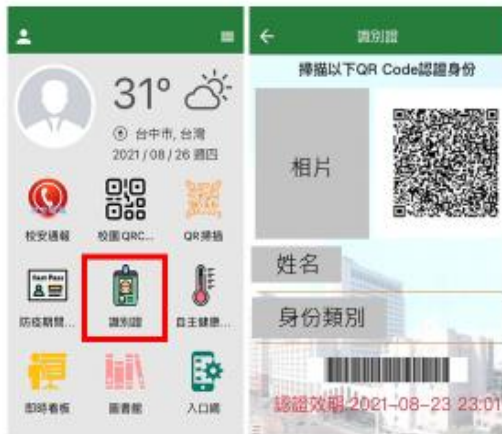 31°
台中市, 台灣
2021/08/26 週四
校安通報
校園QRC...
QR掃描
Fast Pass
防疫期間...
識別證
自主健康...
即時看板
圖書館
入口網
識別證
掃描以下QR Code認證身份
相片
姓名
身份類別
認證效期:2021-08-23 23:01